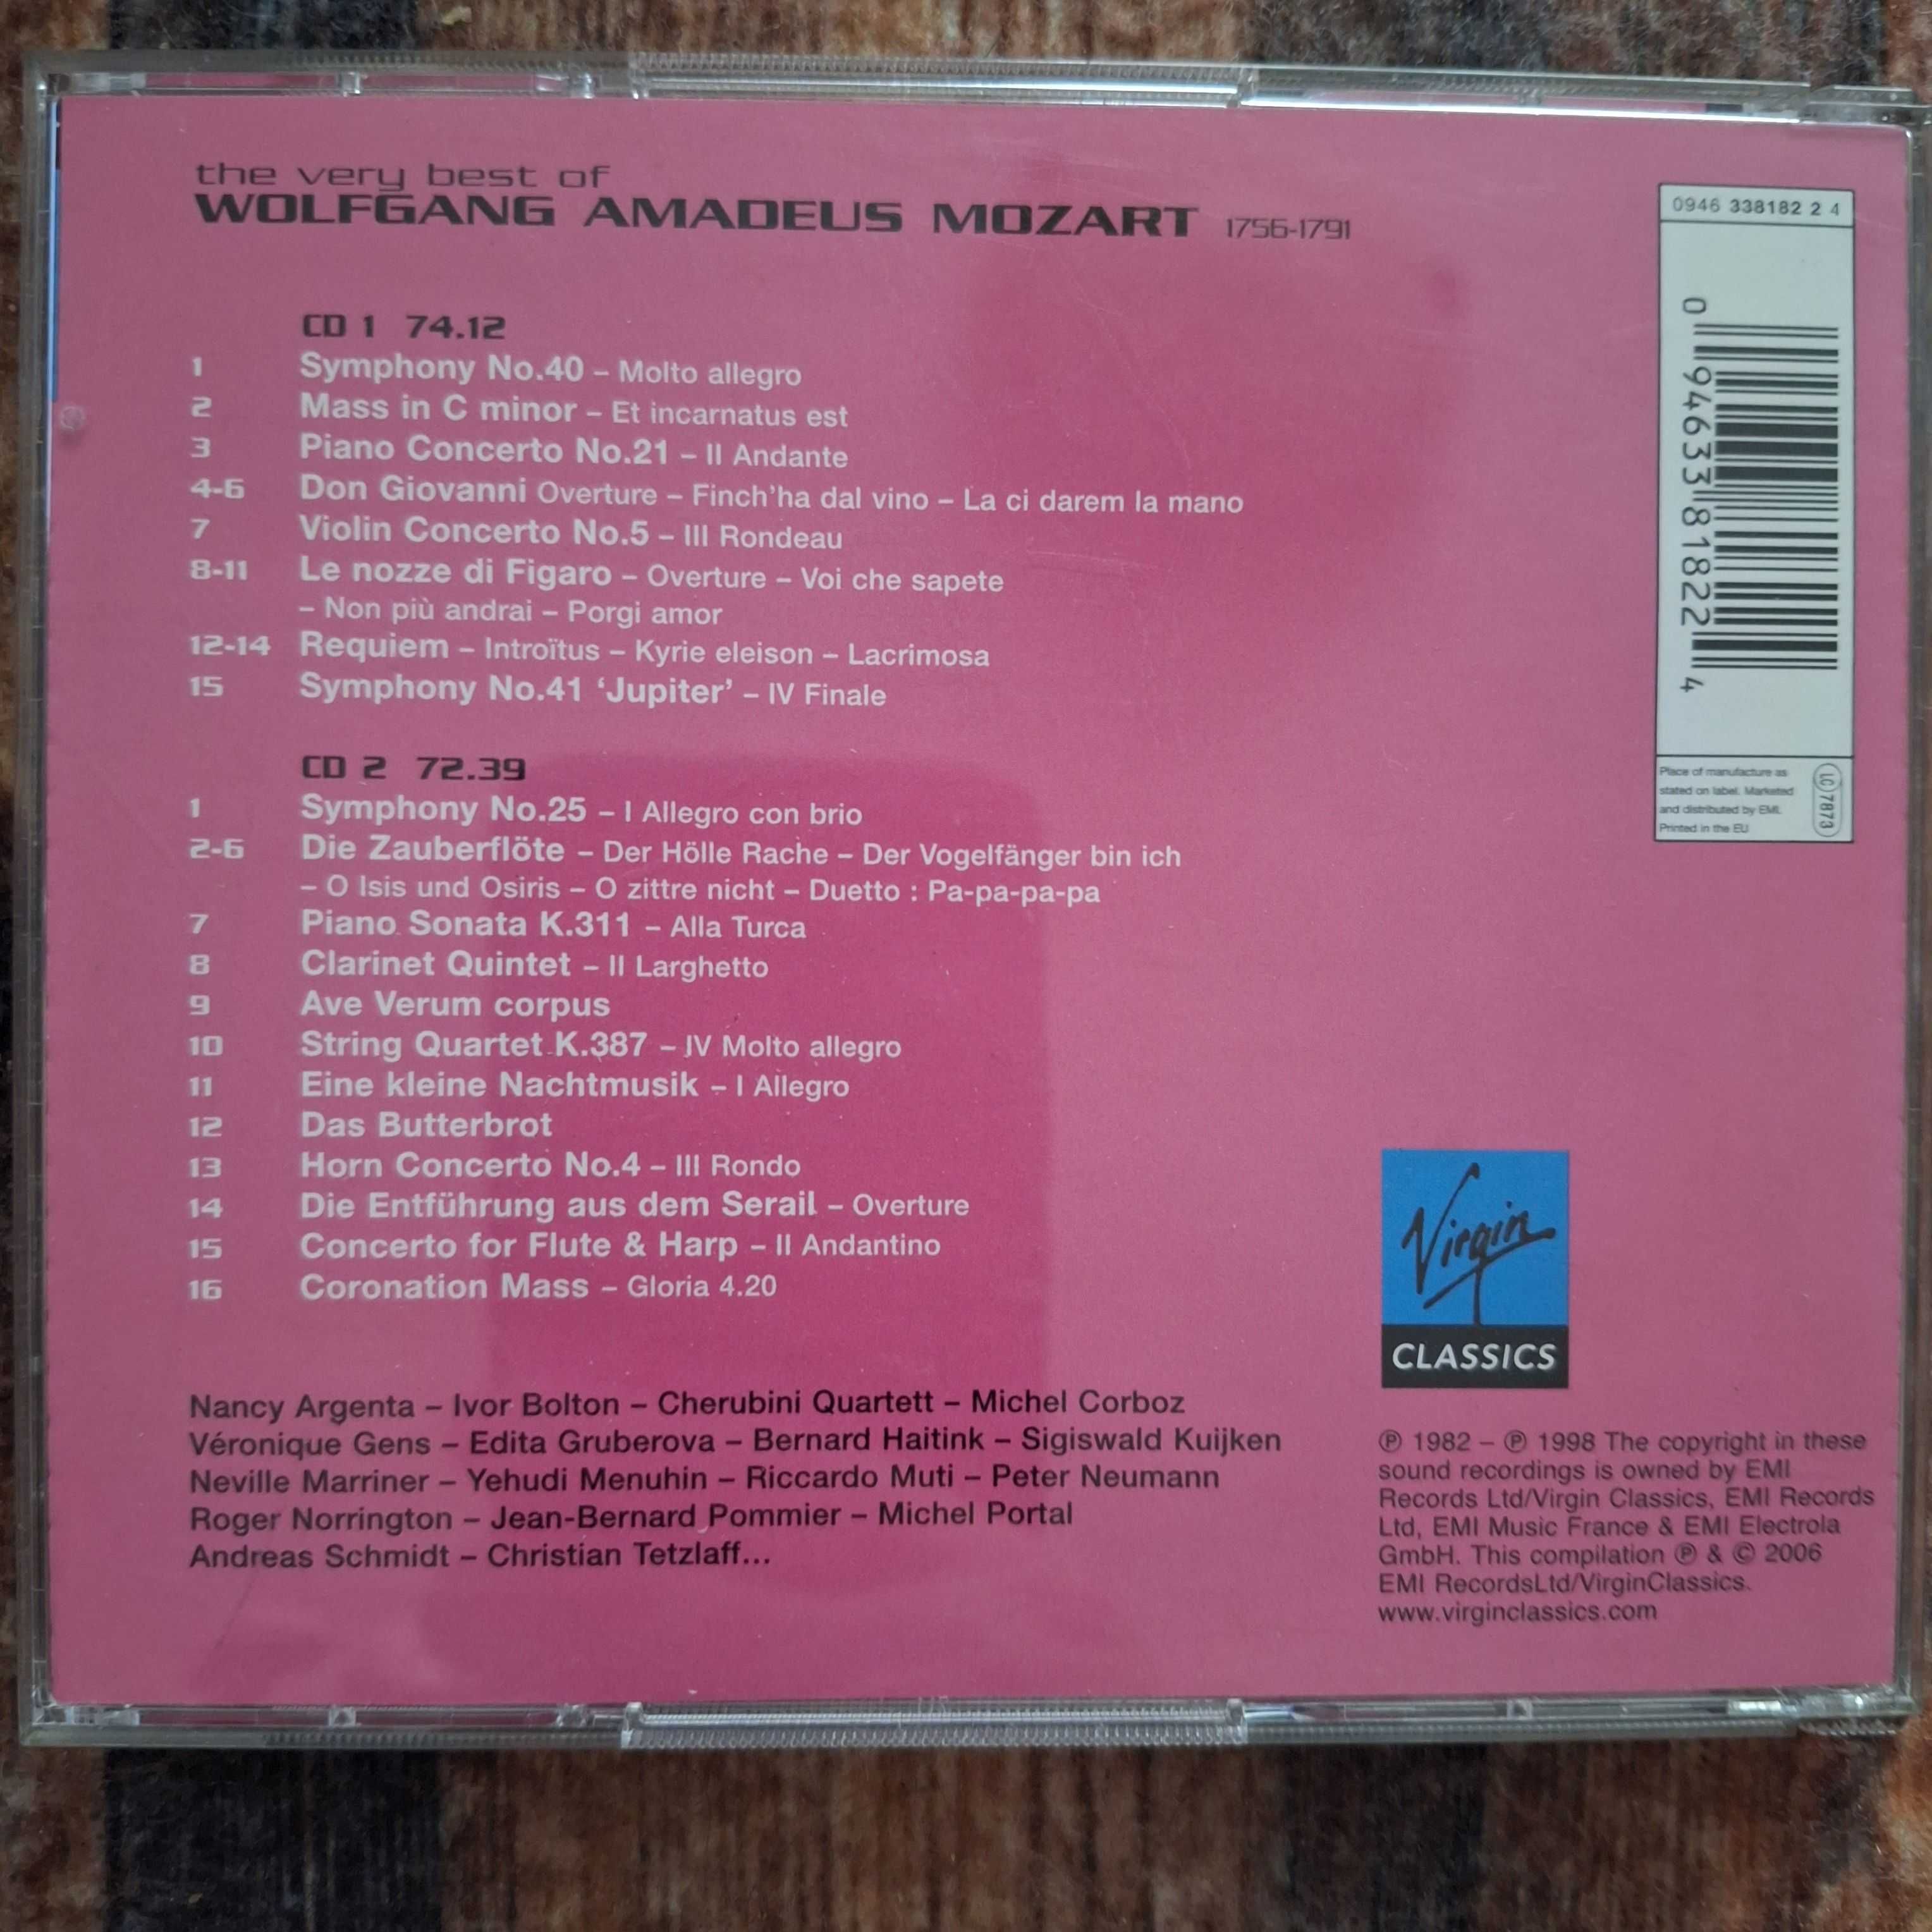 the very best of
WOLFGANG AMADEUS MOZART 1756-1791
CD 1 74.12
1 Symphony No.40 – Molto allegro
2 Mass in C minor – Et incarnatus est
3 Piano Concerto No.21 – II Andante
4-6 Don Giovanni Overture – Finch'ha dal vino – La ci darem la mano
7 Violin Concerto No.5 – III Rondeau
8-11 Le nozze di Figaro – Overture – Voi che sapete
– Non più andrai – Porgi amor
12-14 Requiem – Introïtus – Kyrie eleison – Lacrimosa
15 Symphony No.41 ‘Jupiter’ – IV Finale
CD 2 72.39
1 Symphony No.25 – I Allegro con brio
2-6 Die Zauberflöte – Der Hölle Rache – Der Vogelfänger bin ich
– O Isis und Osiris – O zittre nicht – Duetto : Pa-pa-pa-pa
7 Piano Sonata K.311 – Alla Turca
8 Clarinet Quintet – II Larghetto
9 Ave Verum corpus
10 String Quartet K.387 – IV Molto allegro
11 Eine kleine Nachtmusik – I Allegro
12 Das Butterbrot
13 Horn Concerto No.4 – III Rondo
14 Die Entführung aus dem Serail – Overture
15 Concerto for Flute & Harp – II Andantino
16 Coronation Mass – Gloria 4.20
Nancy Argenta – Ivor Bolton – Cherubini Quartett – Michel Corboz
Véronique Gens – Edita Gruberova – Bernard Haitink – Sigiswald Kuijken
Neville Marriner – Yehudi Menuhin – Riccardo Muti – Peter Neumann
Roger Norrington – Jean-Bernard Pommier – Michel Portal
Andreas Schmidt – Christian Tetzlaff...
0946 338182 2 4
0 94633 81822 4
Place of manufacture as
stated on label. Marketed
and distributed by EMI.
Printed in the EU
LC 7873
Virgin
CLASSICS
℗ 1982 – ℗ 1998 The copyright in these
sound recordings is owned by EMI
Records Ltd/Virgin Classics, EMI Records
Ltd, EMI Music France & EMI Electrola
GmbH. This compilation ℗ & © 2006
EMI RecordsLtd/VirginClassics.
www.virginclassics.com